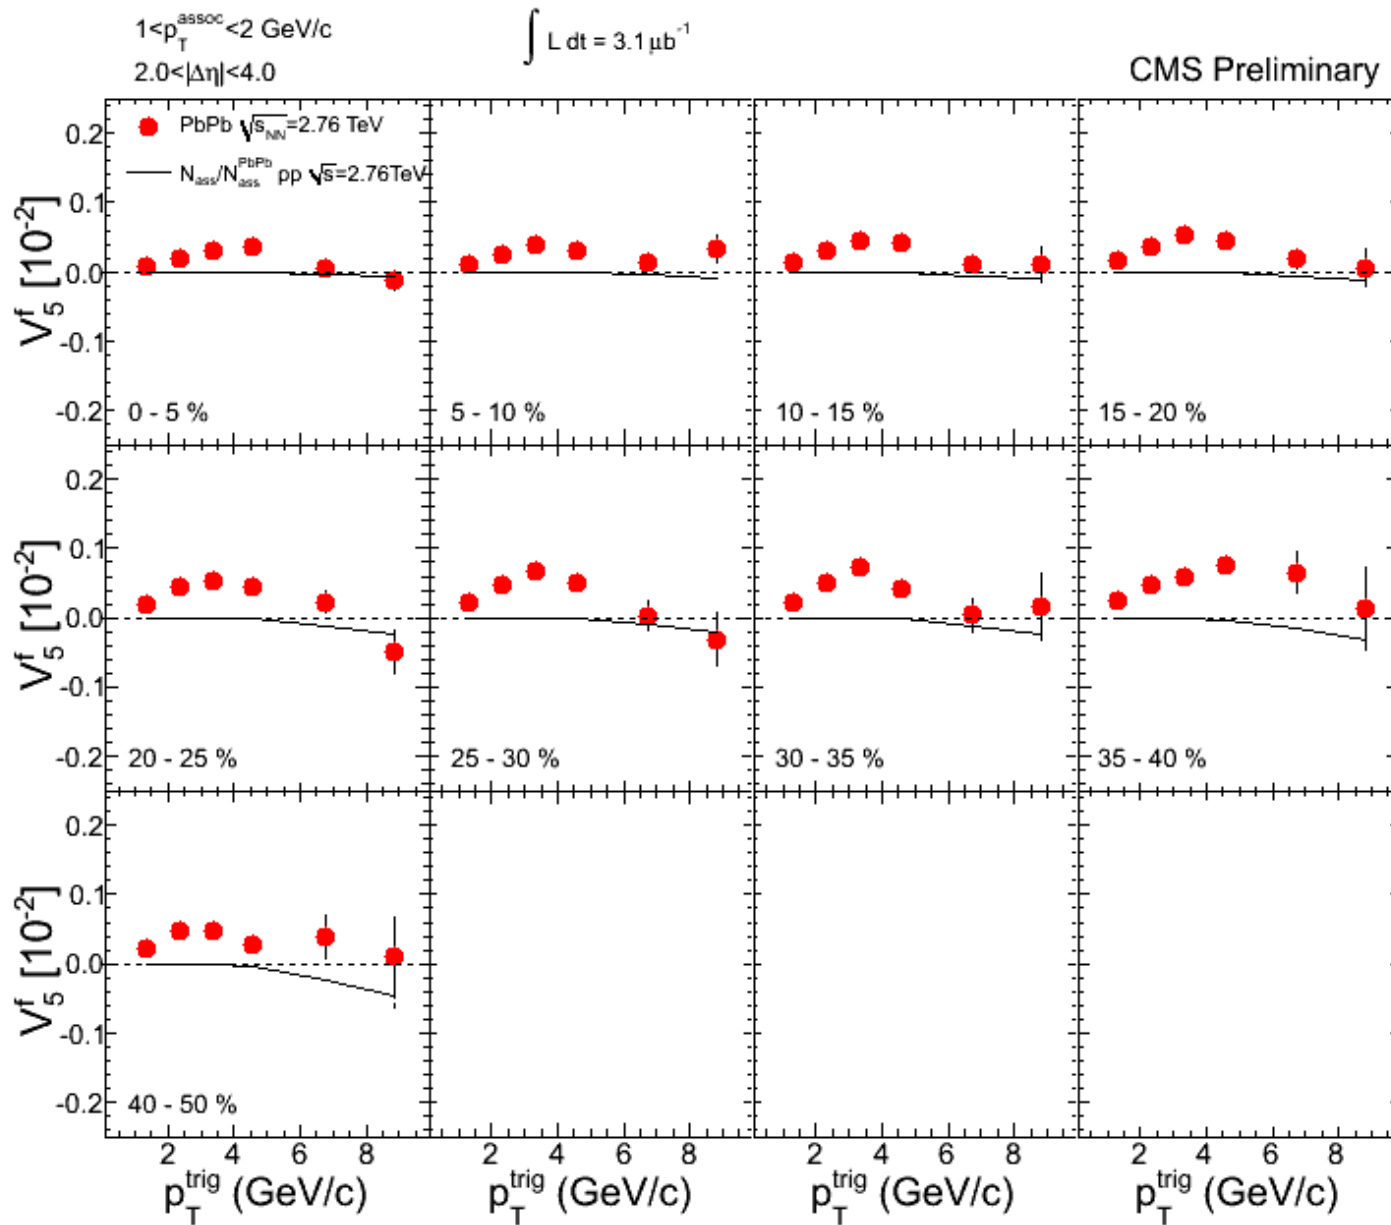 1<p_T^assoc<2 GeV/c
∫ L dt = 3.1 μb⁻¹
2.0<|Δη|<4.0
CMS Preliminary
PbPb √s_NN=2.76 TeV
N_ass/N_ass^PbPb pp √s=2.76TeV
V_5^f [10⁻²]
0.2
0.1
0.0
-0.1
-0.2
0 - 5 %
5 - 10 %
10 - 15 %
15 - 20 %
V_5^f [10⁻²]
0.2
0.1
0.0
-0.1
-0.2
20 - 25 %
25 - 30 %
30 - 35 %
35 - 40 %
V_5^f [10⁻²]
0.2
0.1
0.0
-0.1
-0.2
40 - 50 %
2 4 6 8
2 4 6 8
2 4 6 8
2 4 6 8
p_T^trig (GeV/c)
p_T^trig (GeV/c)
p_T^trig (GeV/c)
p_T^trig (GeV/c)